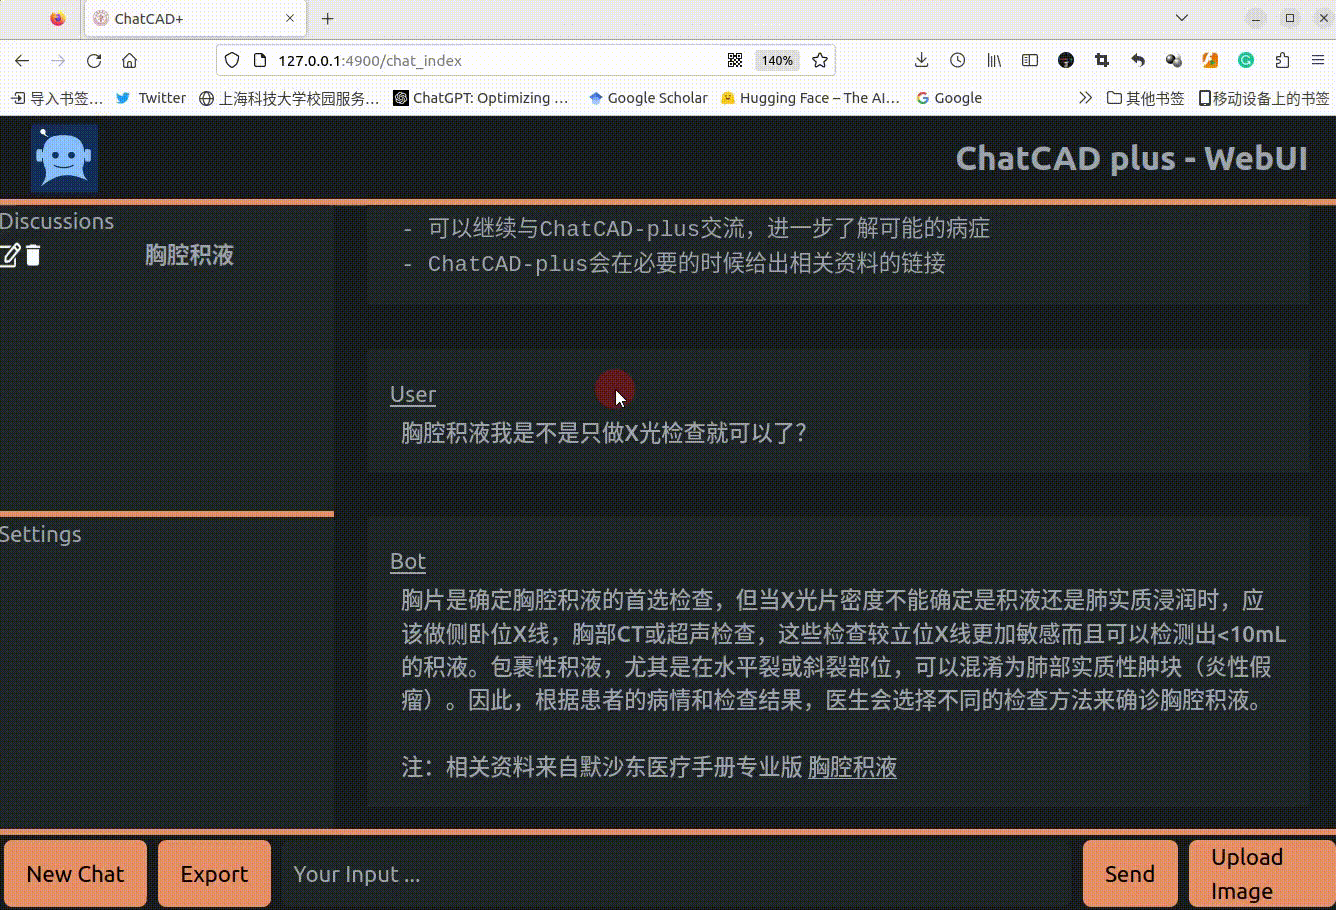 ChatCAD+
127.0.0.1:4900/chat_index
140%
导入书签…
Twitter
上海科技大学校园服务…
ChatGPT: Optimizing …
Google Scholar
Hugging Face – The AI…
Google
其他书签
移动设备上的书签
ChatCAD plus - WebUI
Discussions
胸腔积液
- 可以继续与ChatCAD-plus交流，进一步了解可能的病症
- ChatCAD-plus会在必要的时候给出相关资料的链接
User
胸腔积液我是不是只做X光检查就可以了？
Settings
Bot
胸片是确定胸腔积液的首选检查，但当X光片密度不能确定是积液还是肺实质浸润时，应
该做侧卧位X线，胸部CT或超声检查，这些检查较立位X线更加敏感而且可以检测出<10mL
的积液。包裹性积液，尤其是在水平裂或斜裂部位，可以混淆为肺部实质性肿块（炎性假
瘤）。因此，根据患者的病情和检查结果，医生会选择不同的检查方法来确诊胸腔积液。
注：相关资料来自默沙东医疗手册专业版 胸腔积液
New Chat
Export
Your Input ...
Send
Upload
Image